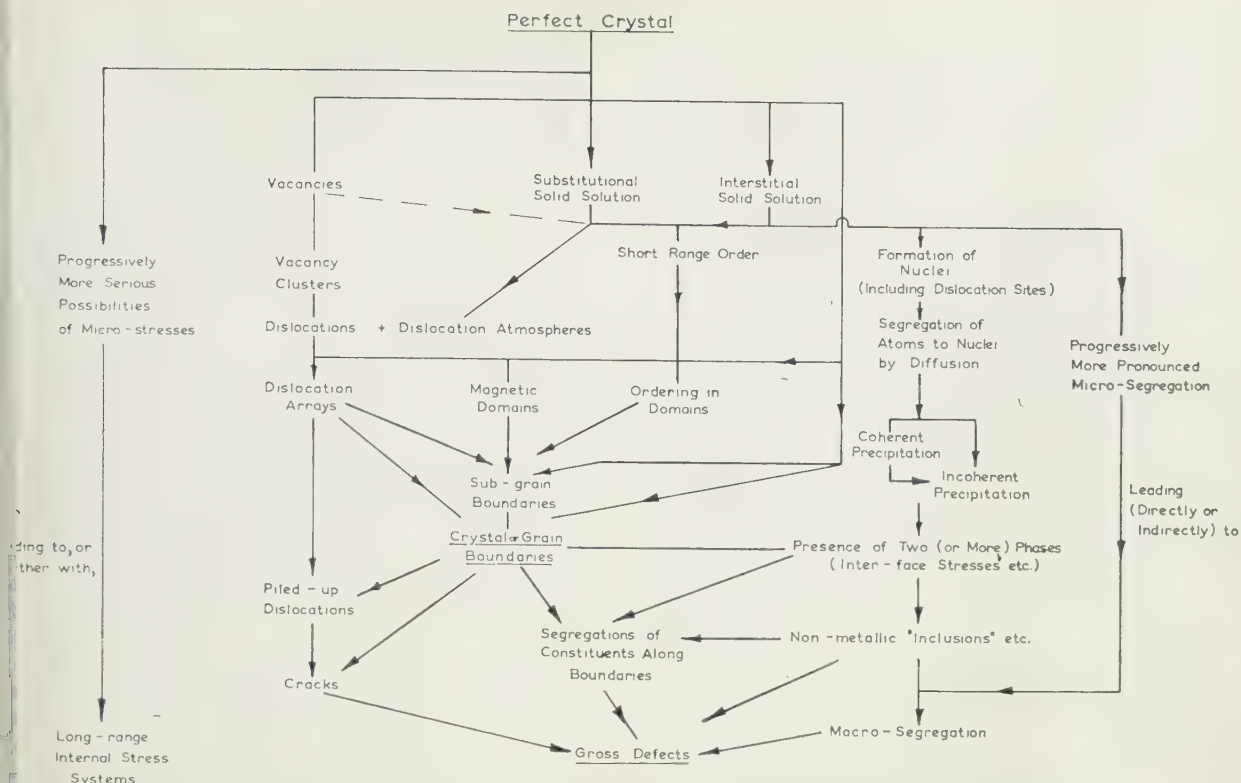 Perfect Crystal
Vacancies
Substitutional
Solid Solution
Interstitial
Solid Solution
Progressively
More Serious
Possibilities
of Micro-stresses
Vacancy
Clusters
Short Range Order
Formation of
Nuclei
(Including Dislocation Sites)
Dislocations + Dislocation Atmospheres
Segregation of
Atoms to Nuclei
by Diffusion
Progressively
More Pronounced
Micro-Segregation
Dislocation
Arrays
Magnetic
Domains
Ordering in
Domains
Coherent
Precipitation
Incoherent
Precipitation
Sub-grain
Boundaries
Leading
(Directly or
Indirectly) to
Crystal or Grain
Boundaries
Presence of Two (or More) Phases
(Inter-face Stresses etc.)
to, or
with,
Piled-up
Dislocations
Segregations of
Constituents Along
Boundaries
Non-metallic "Inclusions" etc.
Cracks
Macro-Segregation
Long-range
Internal Stress
Systems
Gross Defects